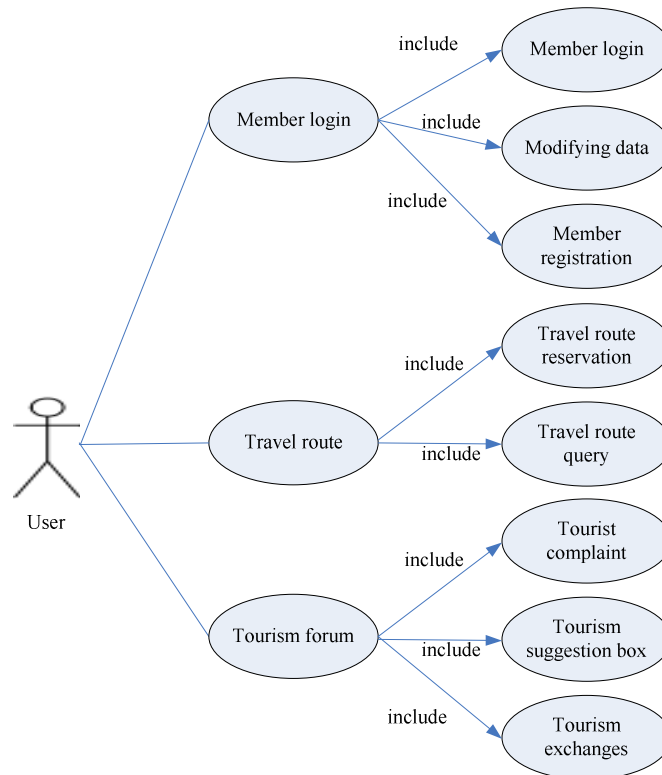 include
Member login
Member login
include
Modifying data
include
Member
registration
Travel route
reservation
include
Travel route
include
Travel route
query
User
Tourist
complaint
include
Tourism forum
include
Tourism
suggestion box
include
Tourism
exchanges